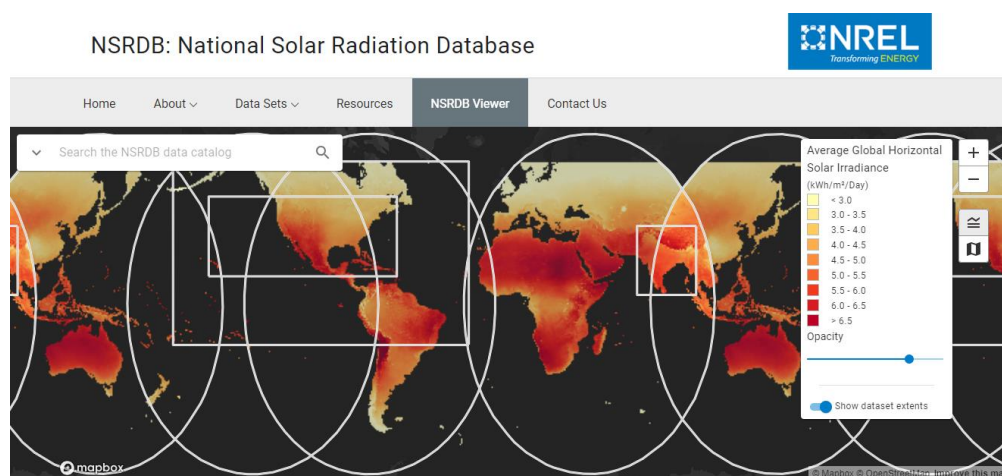 NSRDB: National Solar Radiation Database
NREL
Transforming ENERGY
Home About Data Sets Resources NSRDB Viewer Contact Us
Search the NSRDB data catalog
Average Global Horizontal
Solar Irradiance
(kWh/m²/Day)
< 3.0
3.0 - 3.5
3.5 - 4.0
4.0 - 4.5
4.5 - 5.0
5.0 - 5.5
5.5 - 6.0
6.0 - 6.5
> 6.5
Opacity
Show dataset extents
+
−
mapbox
© Mapbox © OpenStreetMap Improve this ma